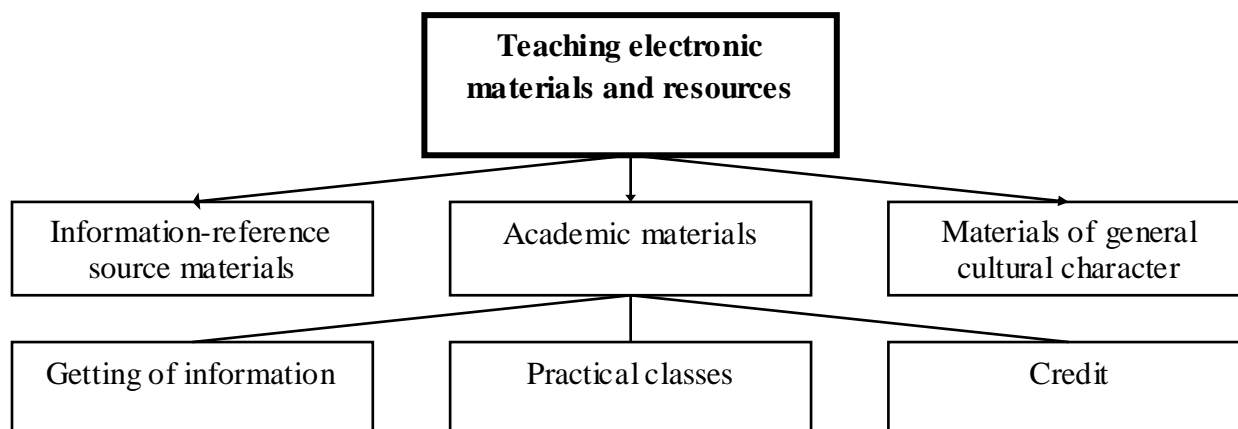 Teaching electronic
materials and resources
Information-reference
source materials
Academic materials
Materials of general
cultural character
Getting of information
Practical classes
Credit